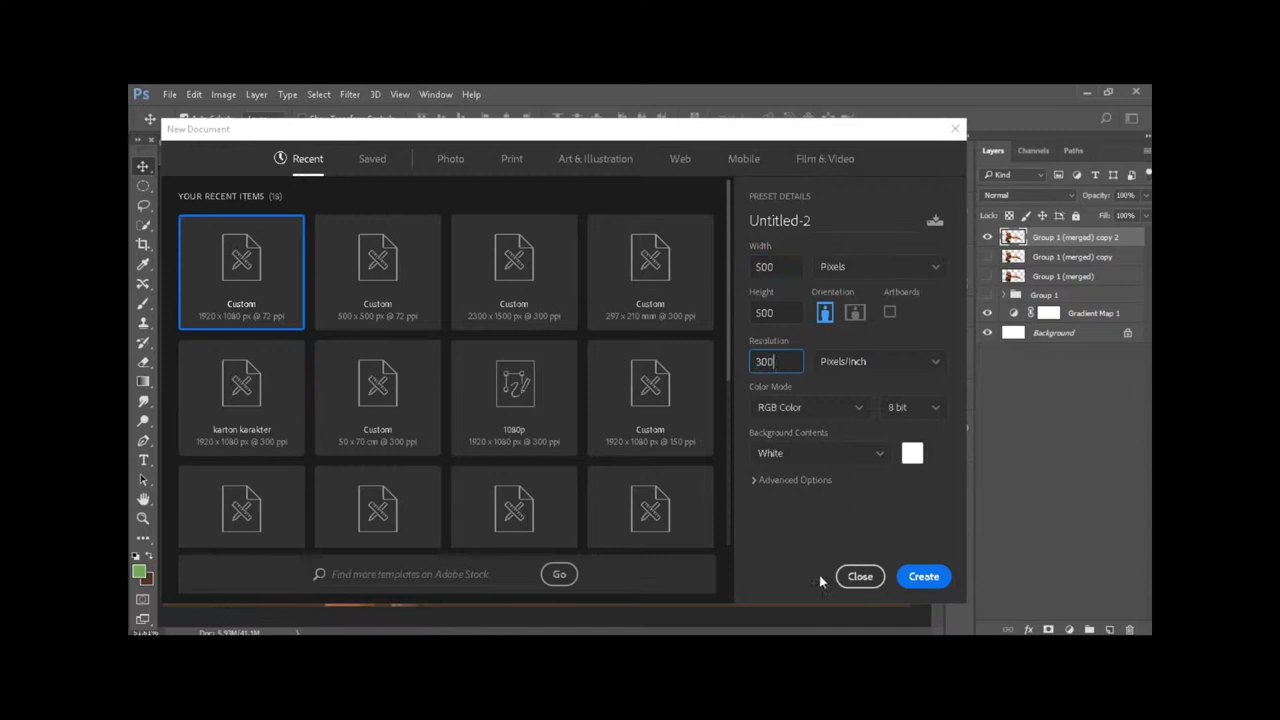 Ps File Edit Image Layer Type Select Filter 3D View Window Help
New Document
Recent Saved Photo Print Art & Illustration Web Mobile Film & Video
YOUR RECENT ITEMS (18)
Custom
1920 x 1080 px @ 72 ppi
Custom
500 x 500 px @ 72 ppi
Custom
2300 x 1500 px @ 300 ppi
Custom
297 x 210 mm @ 300 ppi
karton karakter
1920 x 1080 px @ 300 ppi
Custom
50 x 70 cm @ 300 ppi
1080p
1920 x 1080 px @ 300 ppi
Custom
1920 x 1080 px @ 150 ppi
Find more templates on Adobe Stock
Go
PRESET DETAILS
Untitled-2
Width
500 Pixels
Height Orientation Artboards
500
Resolution
300 Pixels/Inch
Color Mode
RGB Color 8 bit
Background Contents
White
Advanced Options
Close Create
Layers Channels Paths
Kind
Normal Opacity: 100%
Lock: Fill: 100%
Group 1 (merged) copy 2
Group 1 (merged) copy
Group 1 (merged)
Group 1
Gradient Map 1
Background
Doc: 5.93M/41.1M